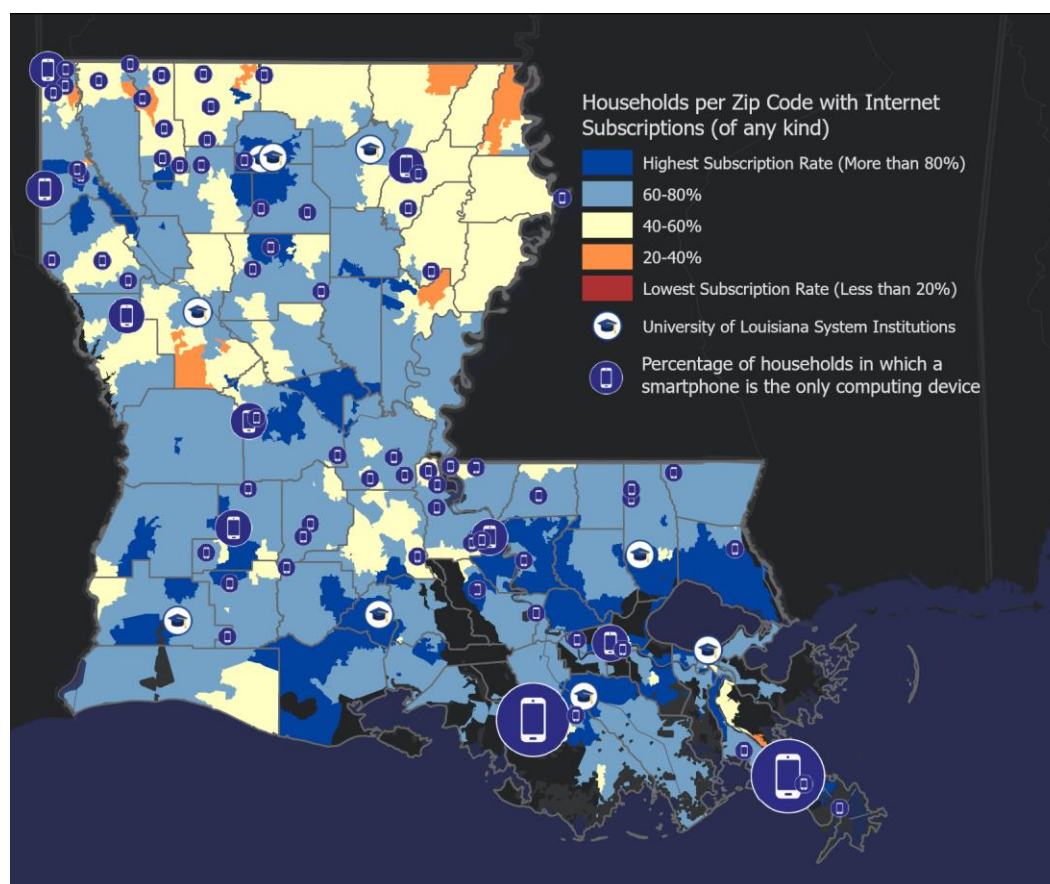 Households per Zip Code with Internet
Subscriptions (of any kind)
Highest Subscription Rate (More than 80%)
60-80%
40-60%
20-40%
Lowest Subscription Rate (Less than 20%)
University of Louisiana System Institutions
Percentage of households in which a
smartphone is the only computing device